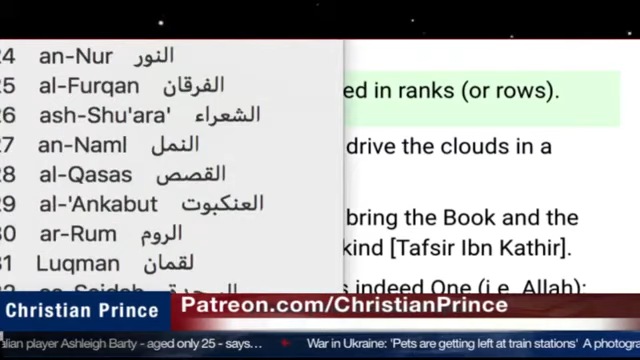 24 an-Nur النور
25 al-Furqan الفرقان
26 ash-Shu'ara' الشعراء
27 an-Naml النمل
28 al-Qasas القصص
29 al-'Ankabut العنكبوت
30 ar-Rum الروم
31 Luqman لقمان
ed in ranks (or rows).
drive the clouds in a
bring the Book and the
kind [Tafsir Ibn Kathir].
indeed One (i.e. Allah):
Christian Prince
Patreon.com/ChristianPrince
alian player Ashleigh Barty - aged only 25 - says…
War in Ukraine: 'Pets are getting left at train stations'
A photogra